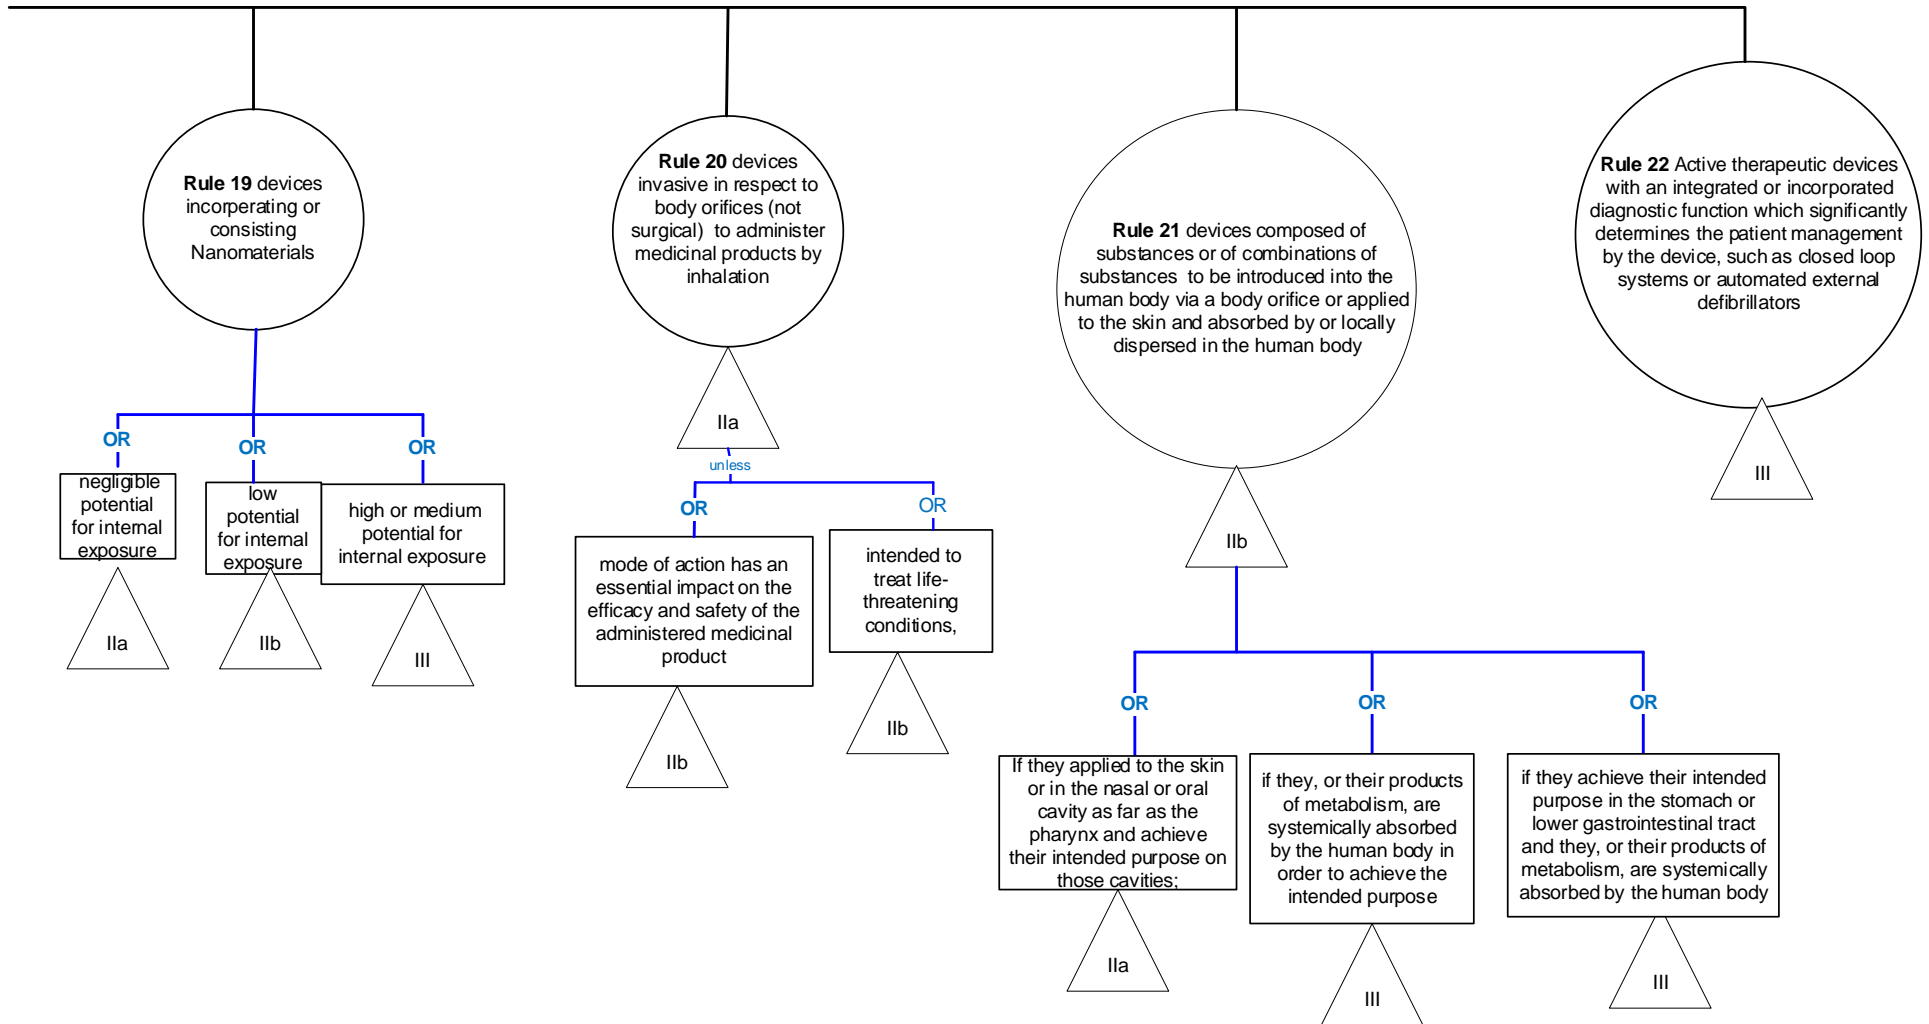 Rule 19 devices
incorperating or
consisting
Nanomaterials
OR
negligible
potential
for internal
exposure
IIa
OR
low
potential
for internal
exposure
IIb
OR
high or medium
potential for
internal exposure
III
Rule 20 devices
invasive in respect to
body orifices (not
surgical) to administer
medicinal products by
inhalation
IIa
unless
OR
mode of action has an
essential impact on the
efficacy and safety of the
administered medicinal
product
IIb
OR
intended to
treat life-
threatening
conditions,
IIb
Rule 21 devices composed of
substances or of combinations of
substances to be introduced into the
human body via a body orifice or applied
to the skin and absorbed by or locally
dispersed in the human body
IIb
OR
If they applied to the skin
or in the nasal or oral
cavity as far as the
pharynx and achieve
their intended purpose on
those cavities;
IIa
OR
if they, or their products
of metabolism, are
systemically absorbed
by the human body in
order to achieve the
intended purpose
III
OR
if they achieve their intended
purpose in the stomach or
lower gastrointestinal tract
and they, or their products of
metabolism, are systemically
absorbed by the human body
III
Rule 22 Active therapeutic devices
with an integrated or incorporated
diagnostic function which significantly
determines the patient management
by the device, such as closed loop
systems or automated external
defibrillators
III